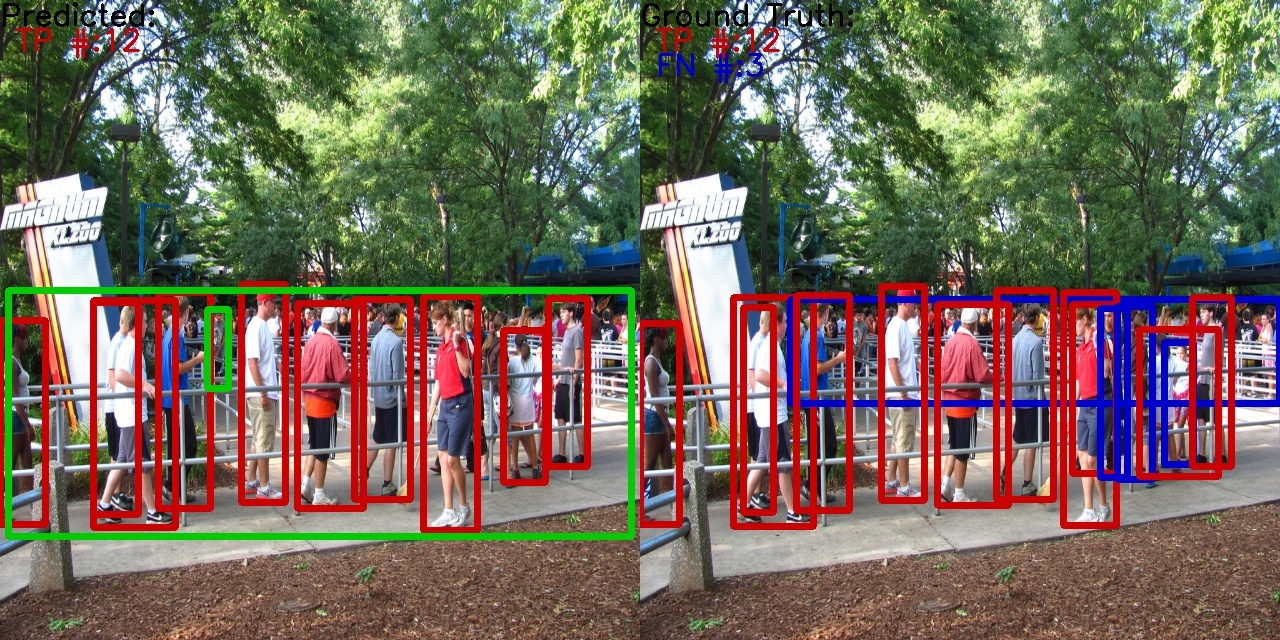 Predicted:
TP #:12
Ground Truth:
TP #:12
FN #:3
MAGNUM
XL200
MAGNUM
XL200